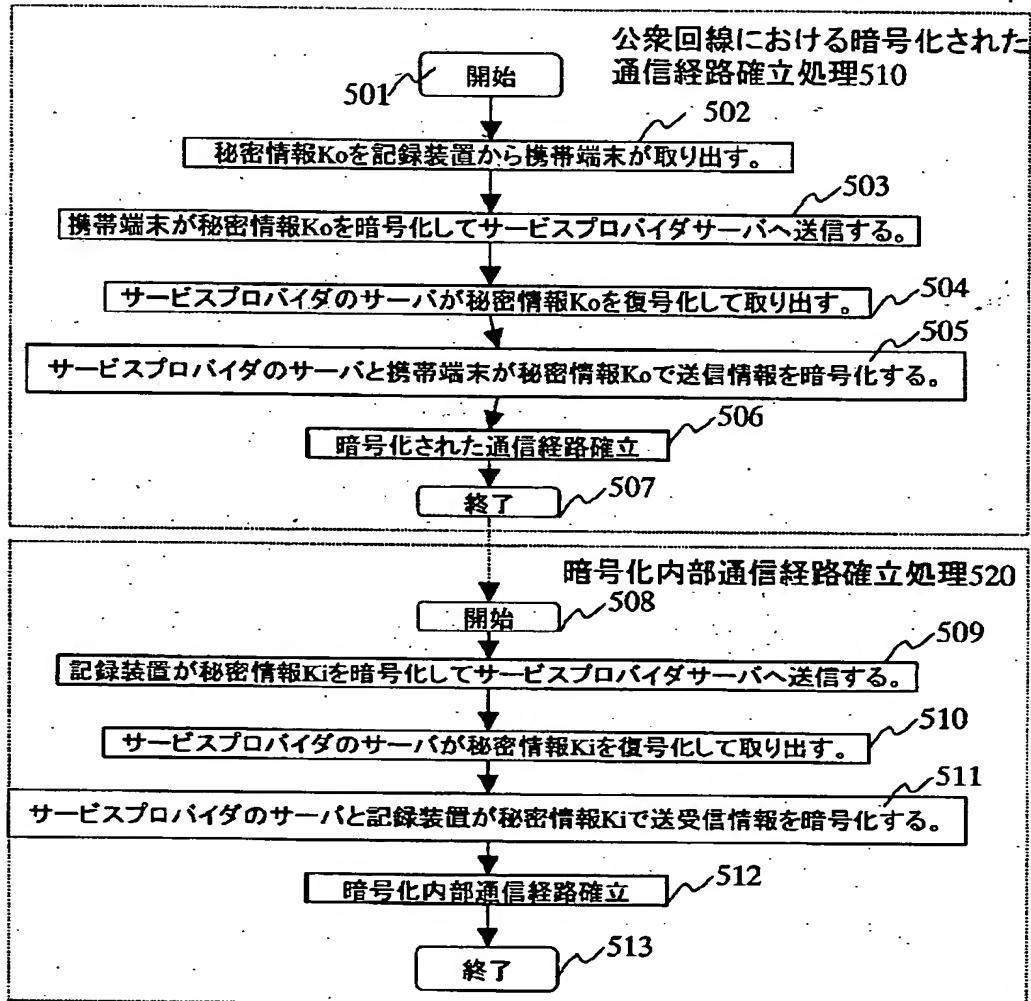 公衆回線における暗号化された
通信経路確立処理510
501
開始
502
秘密情報Koを記録装置から携帯端末が取り出す。
503
携帯端末が秘密情報Koを暗号化してサービスプロバイダサーバへ送信する。
サービスプロバイダのサーバが秘密情報Koを復号化して取り出す。
504
505
サービスプロバイダのサーバと携帯端末が秘密情報Koで送信情報を暗号化する。
506
暗号化された通信経路確立
終了
507
暗号化内部通信経路確立処理520
開始
508
509
記録装置が秘密情報Kiを暗号化してサービスプロバイダサーバへ送信する。
サービスプロバイダのサーバが秘密情報Kiを復号化して取り出す。
510
511
サービスプロバイダのサーバと記録装置が秘密情報Kiで送受信情報を暗号化する。
暗号化内部通信経路確立
512
終了
513